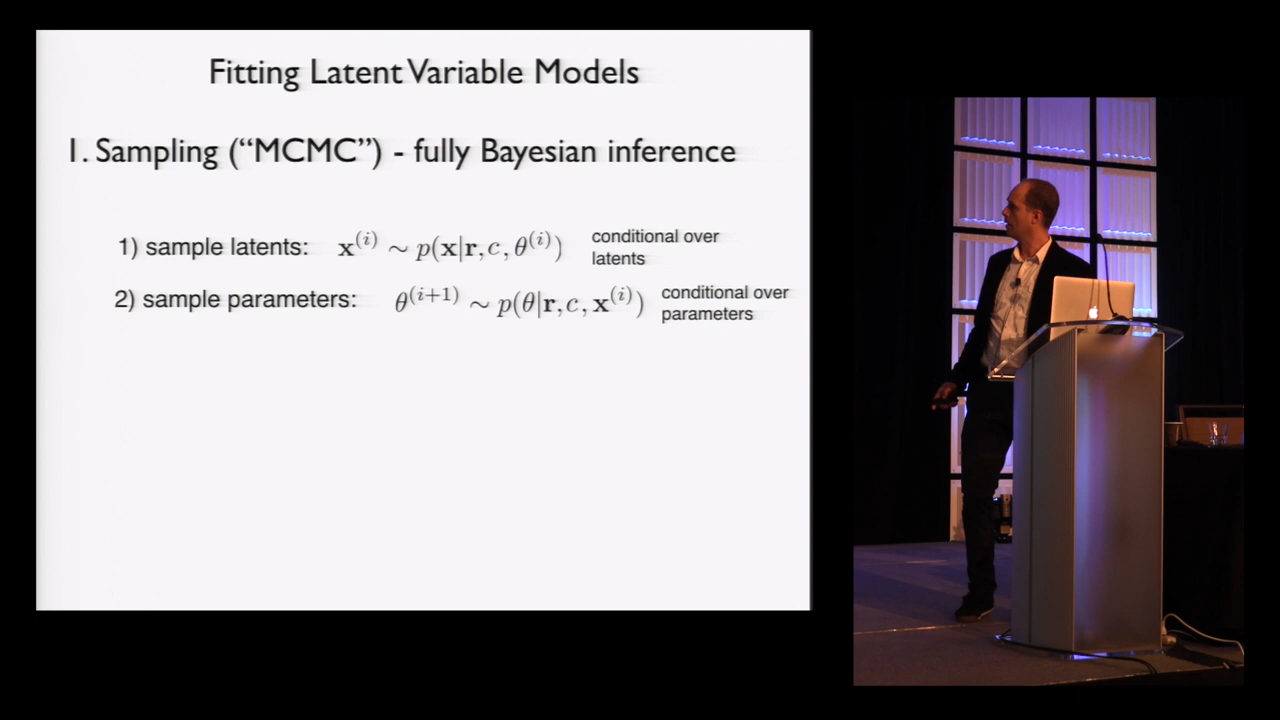 Fitting Latent Variable Models
1. Sampling (“MCMC”) - fully Bayesian inference
1) sample latents: x^(i) ~ p(x|r, c, θ^(i)) conditional over
latents
2) sample parameters: θ^(i+1) ~ p(θ|r, c, x^(i)) conditional over
parameters